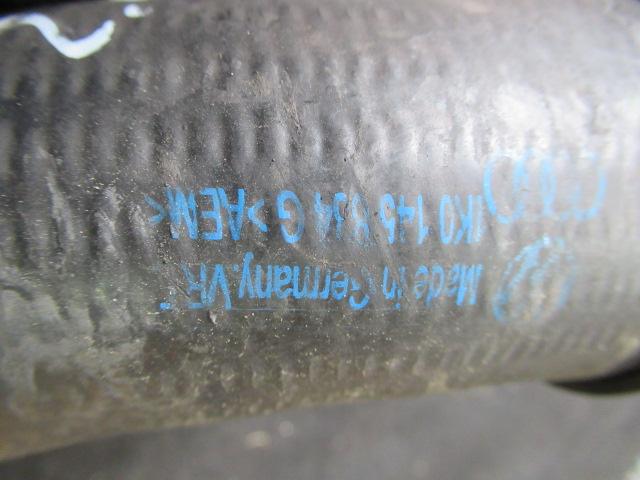 Made in Germany.VR
1K0 145 834 G >AEM<